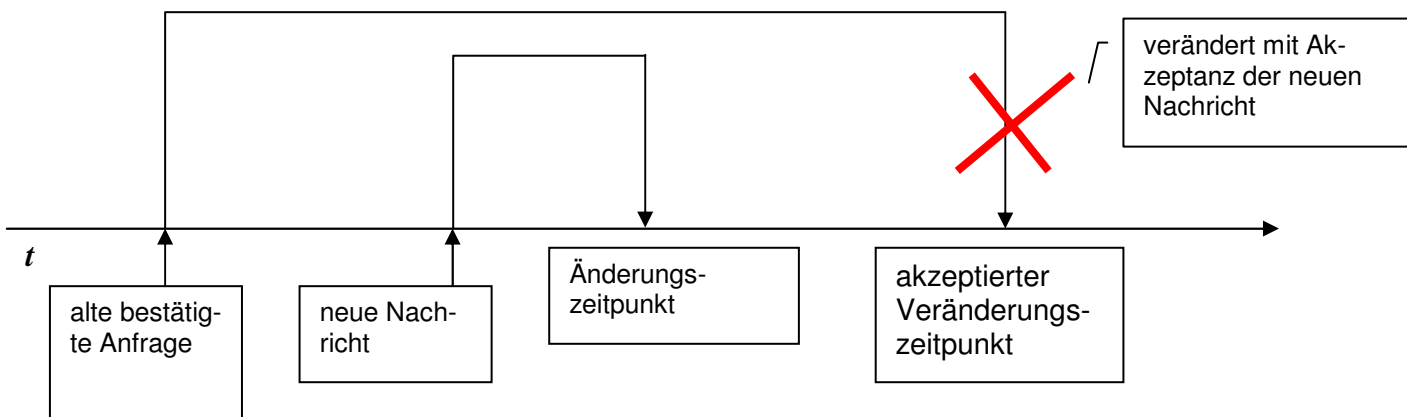 verändert mit Ak-
zeptanz der neuen
Nachricht
t
alte bestätig-
te Anfrage
neue Nach-
richt
Änderungs-
zeitpunkt
akzeptierter
Veränderungs-
zeitpunkt